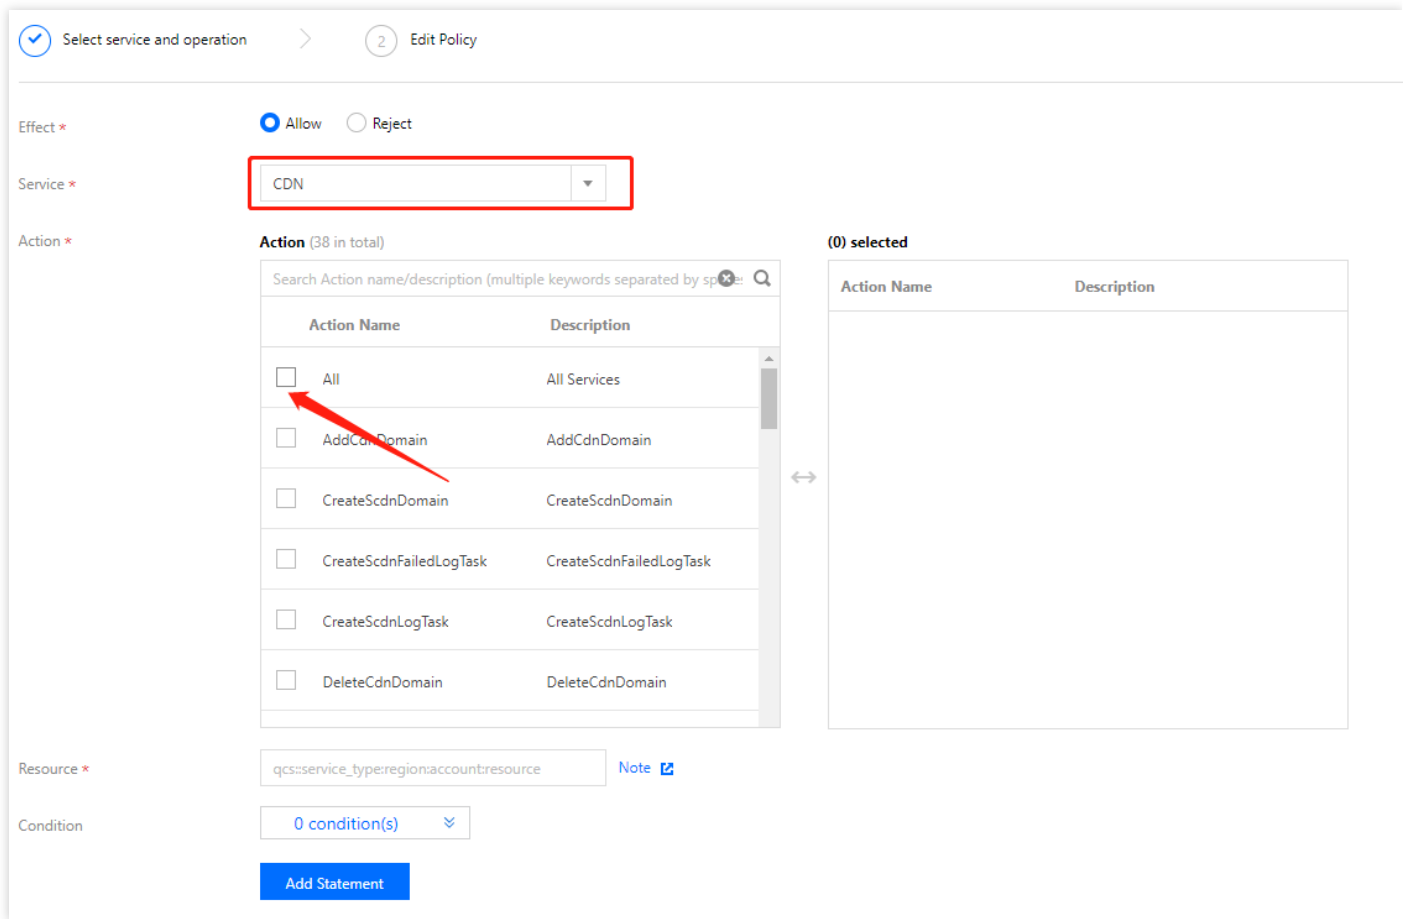 Select service and operation
2 Edit Policy
Effect *
Allow Reject
Service *
CDN
Action *
Action (38 in total)
(0) selected
Search Action name/description (multiple keywords separated by
Action Name Description
Action Name Description
All All Services
AddCdnDomain AddCdnDomain
CreateScdnDomain CreateScdnDomain
CreateScdnFailedLogTask CreateScdnFailedLogTask
CreateScdnLogTask CreateScdnLogTask
DeleteCdnDomain DeleteCdnDomain
Resource *
qcs::service_type:region:account:resource
Note
Condition
0 condition(s)
Add Statement